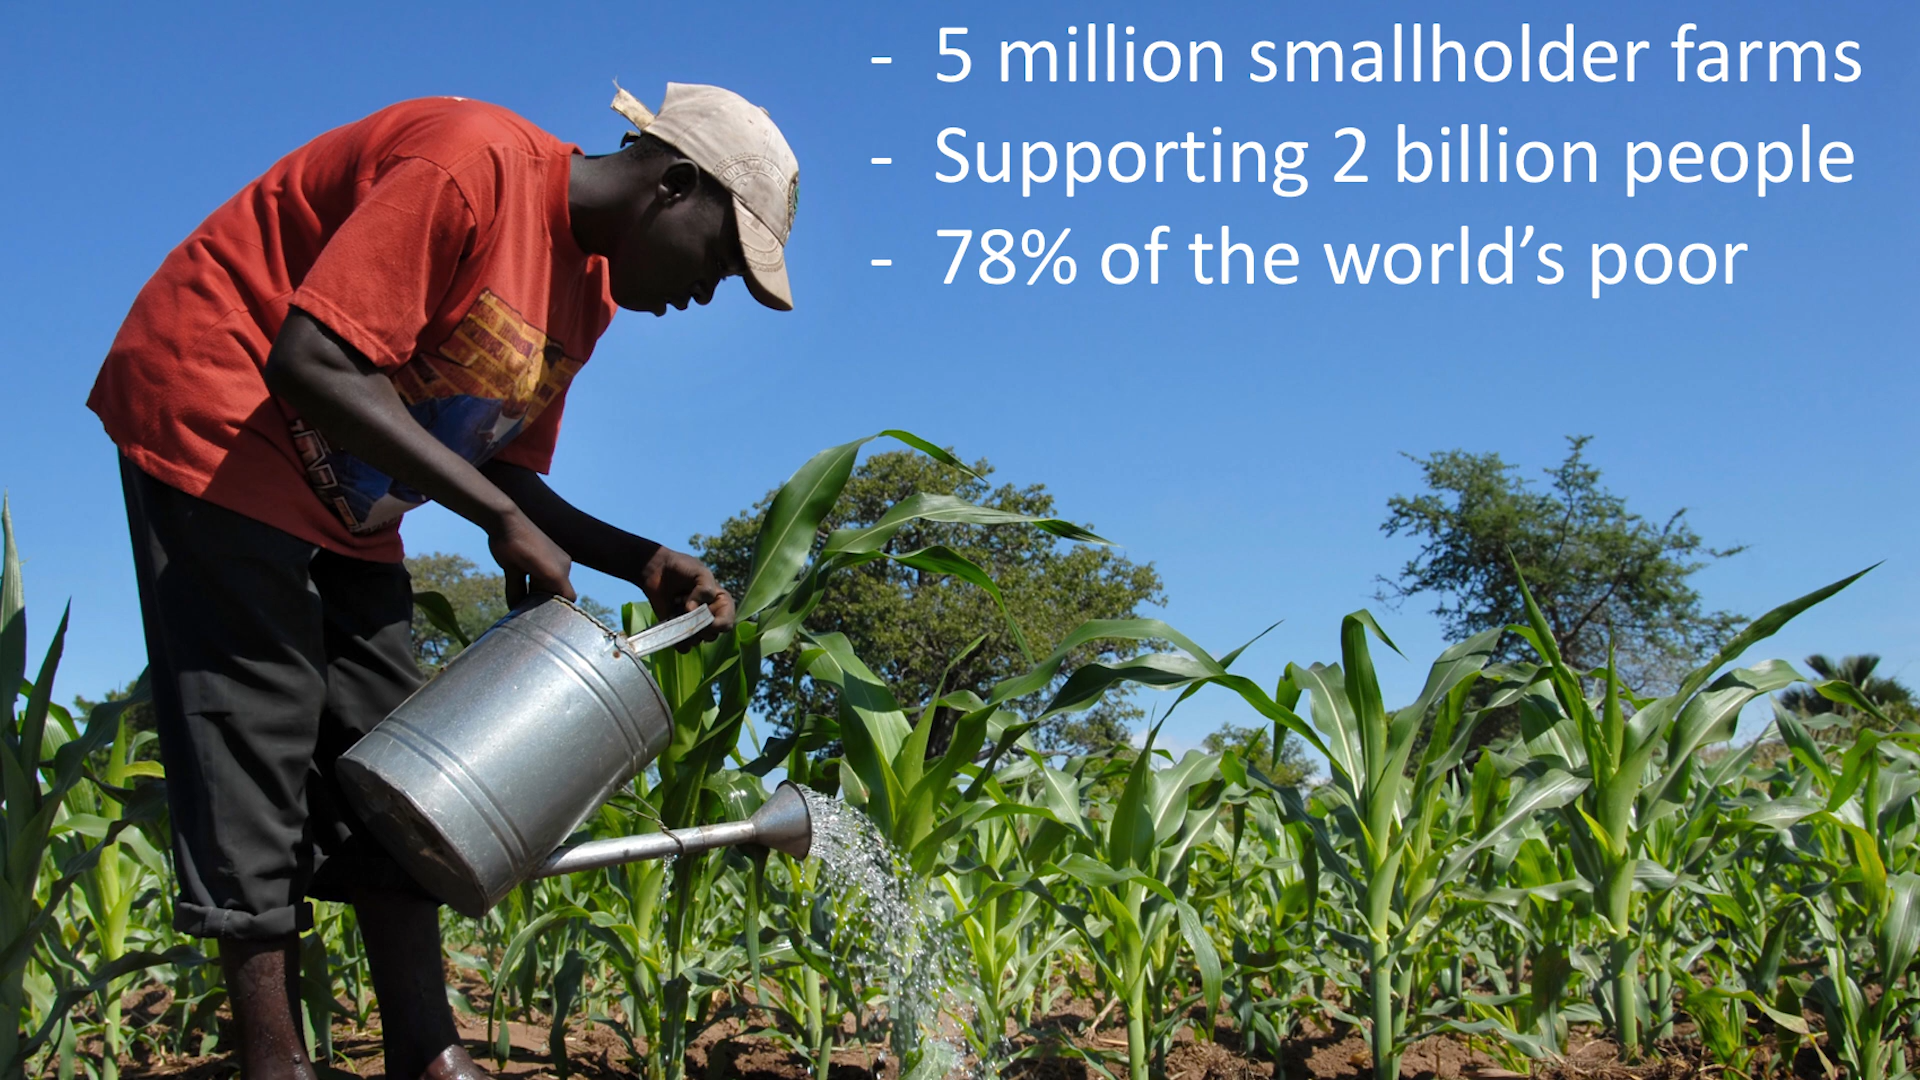 - 5 million smallholder farms
- Supporting 2 billion people
- 78% of the world's poor